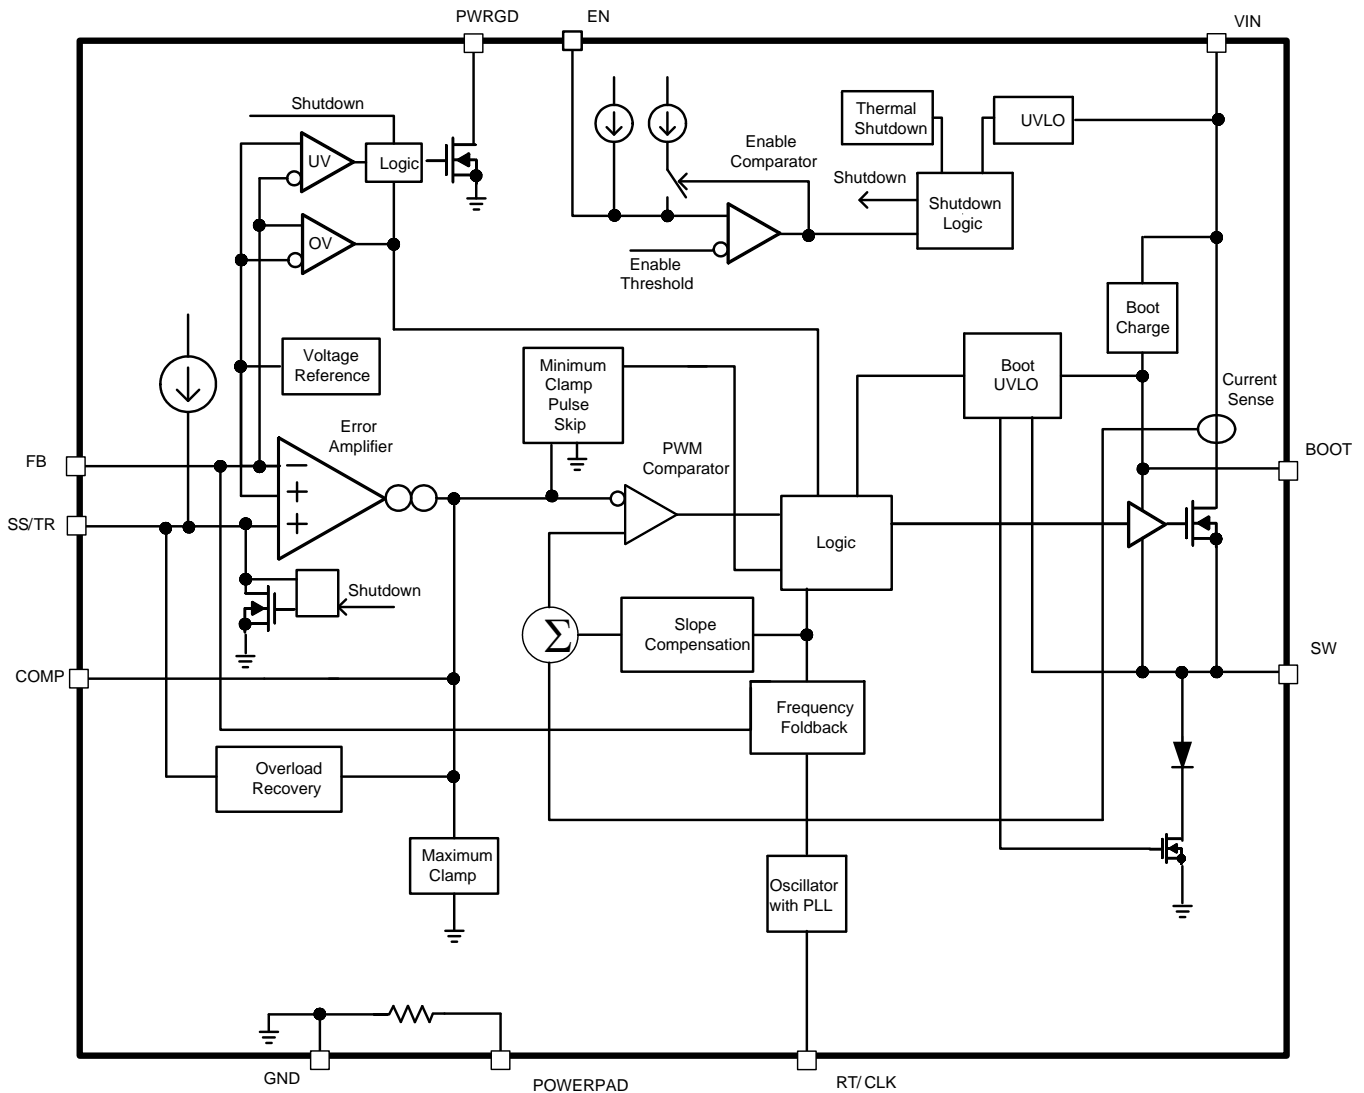 PWRGD
EN
VIN
Shutdown
UV
Logic
OV
Enable
Comparator
Enable
Threshold
Thermal
Shutdown
UVLO
Shutdown
Shutdown
Logic
Boot
Charge
Voltage
Reference
Minimum
Clamp
Pulse
Skip
Boot
UVLO
Current
Sense
Error
Amplifier
PWM
Comparator
FB
BOOT
SS/TR
−
+
+
Logic
Shutdown
Σ
Slope
Compensation
COMP
SW
Frequency
Foldback
Overload
Recovery
Maximum
Clamp
Oscillator
with PLL
GND
POWERPAD
RT/CLK